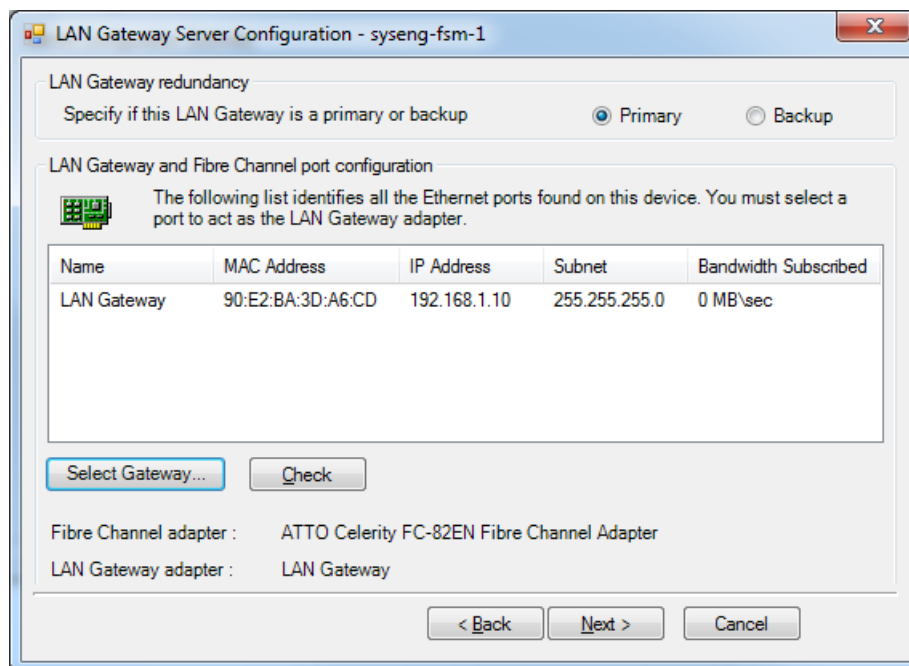 LAN Gateway Server Configuration - syseng-fsm-1
LAN Gateway redundancy
Specify if this LAN Gateway is a primary or backup Primary Backup
LAN Gateway and Fibre Channel port configuration
The following list identifies all the Ethernet ports found on this device. You must select a
port to act as the LAN Gateway adapter.
Name MAC Address IP Address Subnet Bandwidth Subscribed
LAN Gateway 90:E2:BA:3D:A6:CD 192.168.1.10 255.255.255.0 0 MB\sec
Select Gateway... Check
Fibre Channel adapter : ATTO Celerity FC-82EN Fibre Channel Adapter
LAN Gateway adapter : LAN Gateway
< Back Next > Cancel